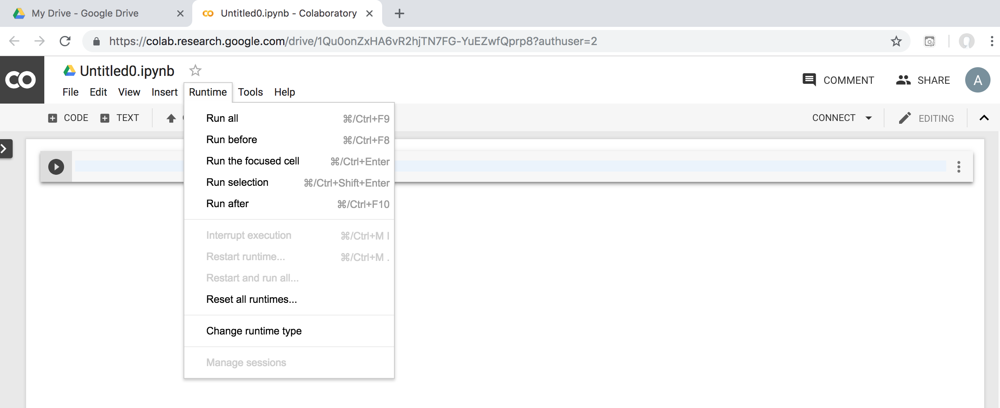 My Drive - Google Drive
Untitled0.ipynb - Colaboratory
https://colab.research.google.com/drive/1Qu0onZxHA6vR2hjTN7FG-YuEZwfQprp8?authuser=2
CO
Untitled0.ipynb
COMMENT
SHARE
A
File Edit View Insert Runtime Tools Help
CODE TEXT
CONNECT
EDITING
Run all ⌘/Ctrl+F9
Run before ⌘/Ctrl+F8
Run the focused cell ⌘/Ctrl+Enter
Run selection ⌘/Ctrl+Shift+Enter
Run after ⌘/Ctrl+F10
Interrupt execution ⌘/Ctrl+M I
Restart runtime... ⌘/Ctrl+M .
Restart and run all...
Reset all runtimes...
Change runtime type
Manage sessions